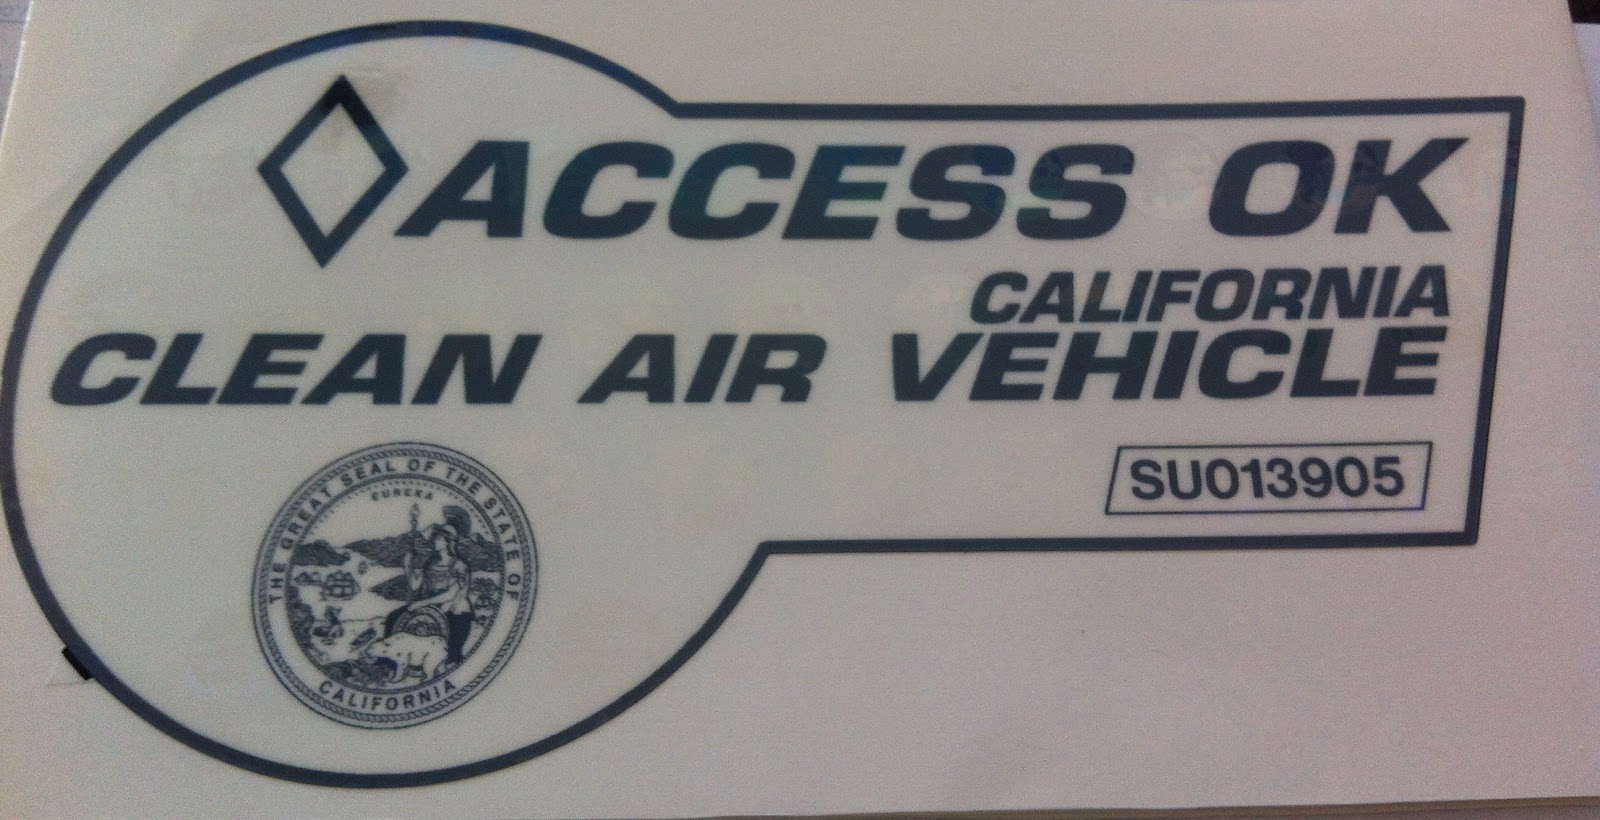 ACCESS OK
CALIFORNIA
CLEAN AIR VEHICLE
SU013905
THE GREAT SEAL OF THE STATE OF
EUREKA
CALIFORNIA